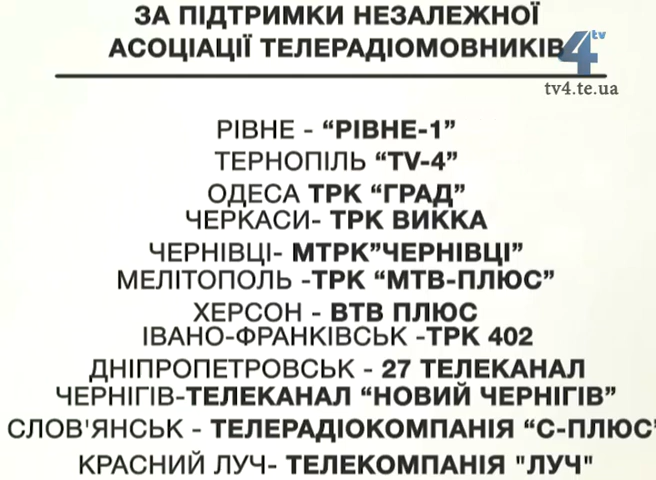 ЗА ПІДТРИМКИ НЕЗАЛЕЖНОЇ
АСОЦІАЦІЇ ТЕЛЕРАДІОМОВНИКІВ
4tv
tv4.te.ua
РІВНЕ - “РІВНЕ-1”
ТЕРНОПІЛЬ “TV-4”
ОДЕСА ТРК “ГРАД”
ЧЕРКАСИ- ТРК ВИККА
ЧЕРНІВЦІ- МТРК”ЧЕРНІВЦІ”
МЕЛІТОПОЛЬ -ТРК “МТВ-ПЛЮС”
ХЕРСОН - ВТВ ПЛЮС
ІВАНО-ФРАНКІВСЬК -ТРК 402
ДНІПРОПЕТРОВСЬК - 27 ТЕЛЕКАНАЛ
ЧЕРНІГІВ-ТЕЛЕКАНАЛ “НОВИЙ ЧЕРНІГІВ”
СЛОВ'ЯНСЬК - ТЕЛЕРАДІОКОМПАНІЯ “С-ПЛЮС”
КРАСНИЙ ЛУЧ- ТЕЛЕКОМПАНІЯ "ЛУЧ"